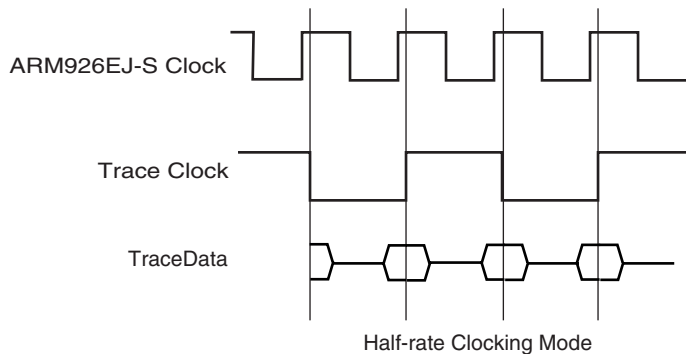 ARM926EJ-S Clock
Trace Clock
TraceData
Half-rate Clocking Mode